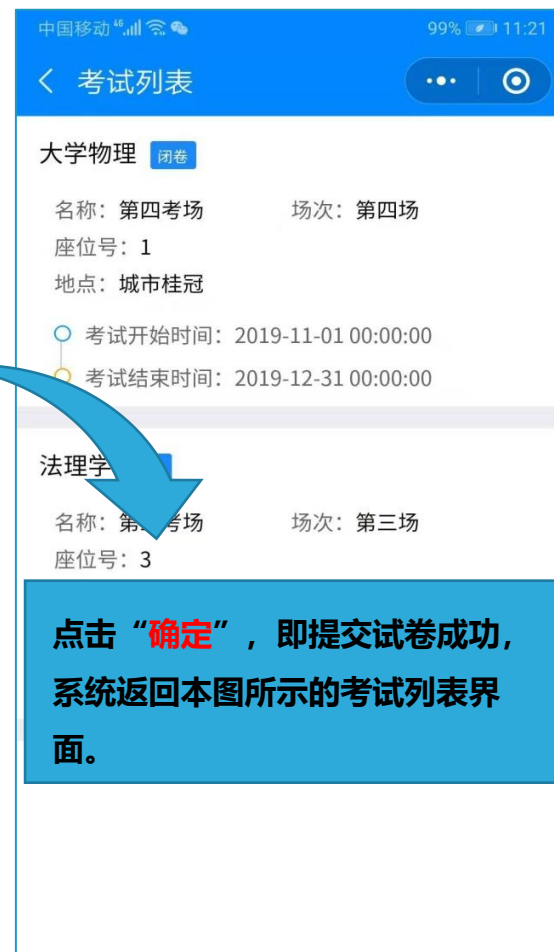 中国移动 46 99% 11:21
考试列表
大学物理 闭卷
名称：第四考场 场次：第四场
座位号：1
地点：城市桂冠
考试开始时间：2019-11-01 00:00:00
考试结束时间：2019-12-31 00:00:00
法理学
名称：第 考场 场次：第三场
座位号：3
点击“确定”，即提交试卷成功，
系统返回本图所示的考试列表界
面。